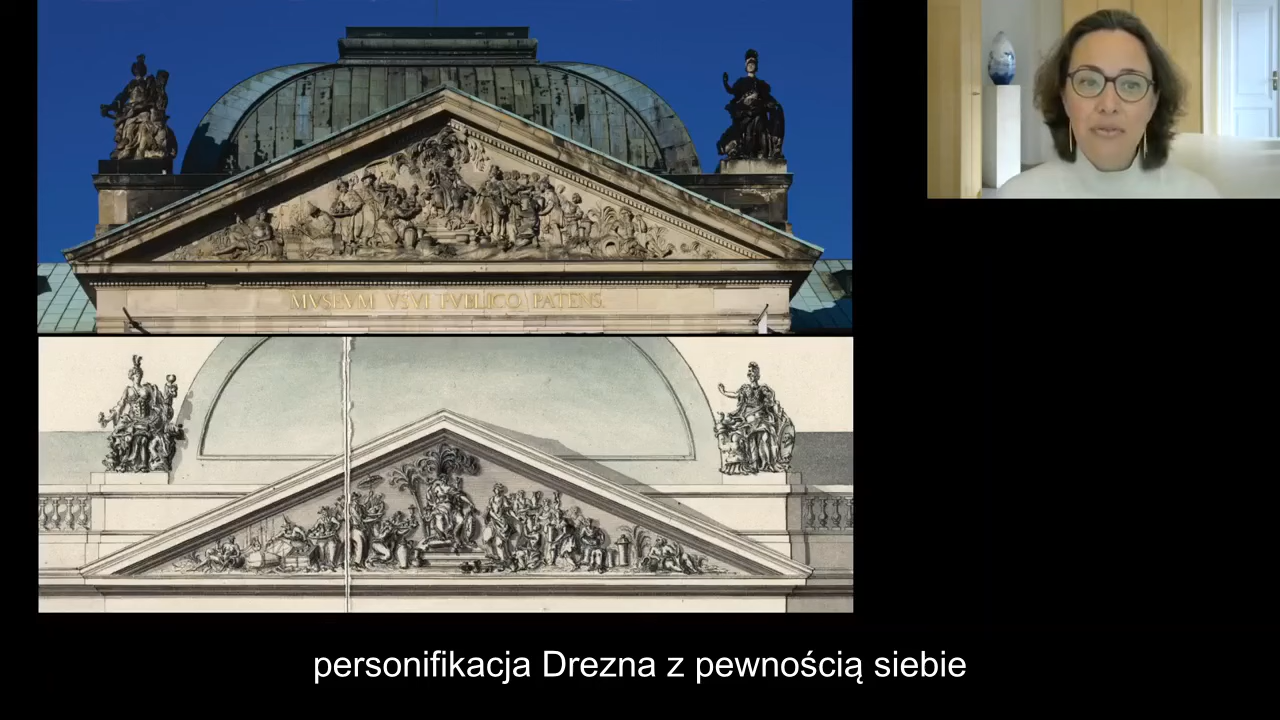 MVSEVM VSVI PVBLICO PATENS.
personifikacja Drezna z pewnością siebie